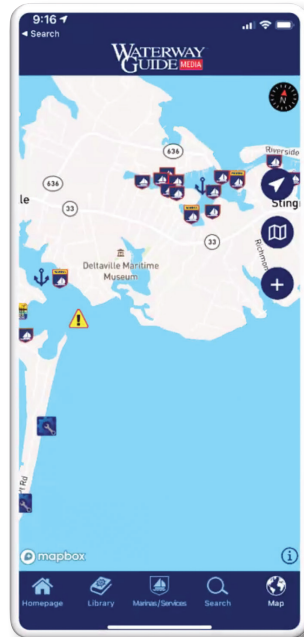 9:16
◀ Search
WATERWAY
GUIDE MEDIA
N
636
Riverside
636
le
33
Sting
33
Deltaville Maritime
Museum
Richmon
Rd
mapbox
i
Homepage Library Marinas/Services Search Map